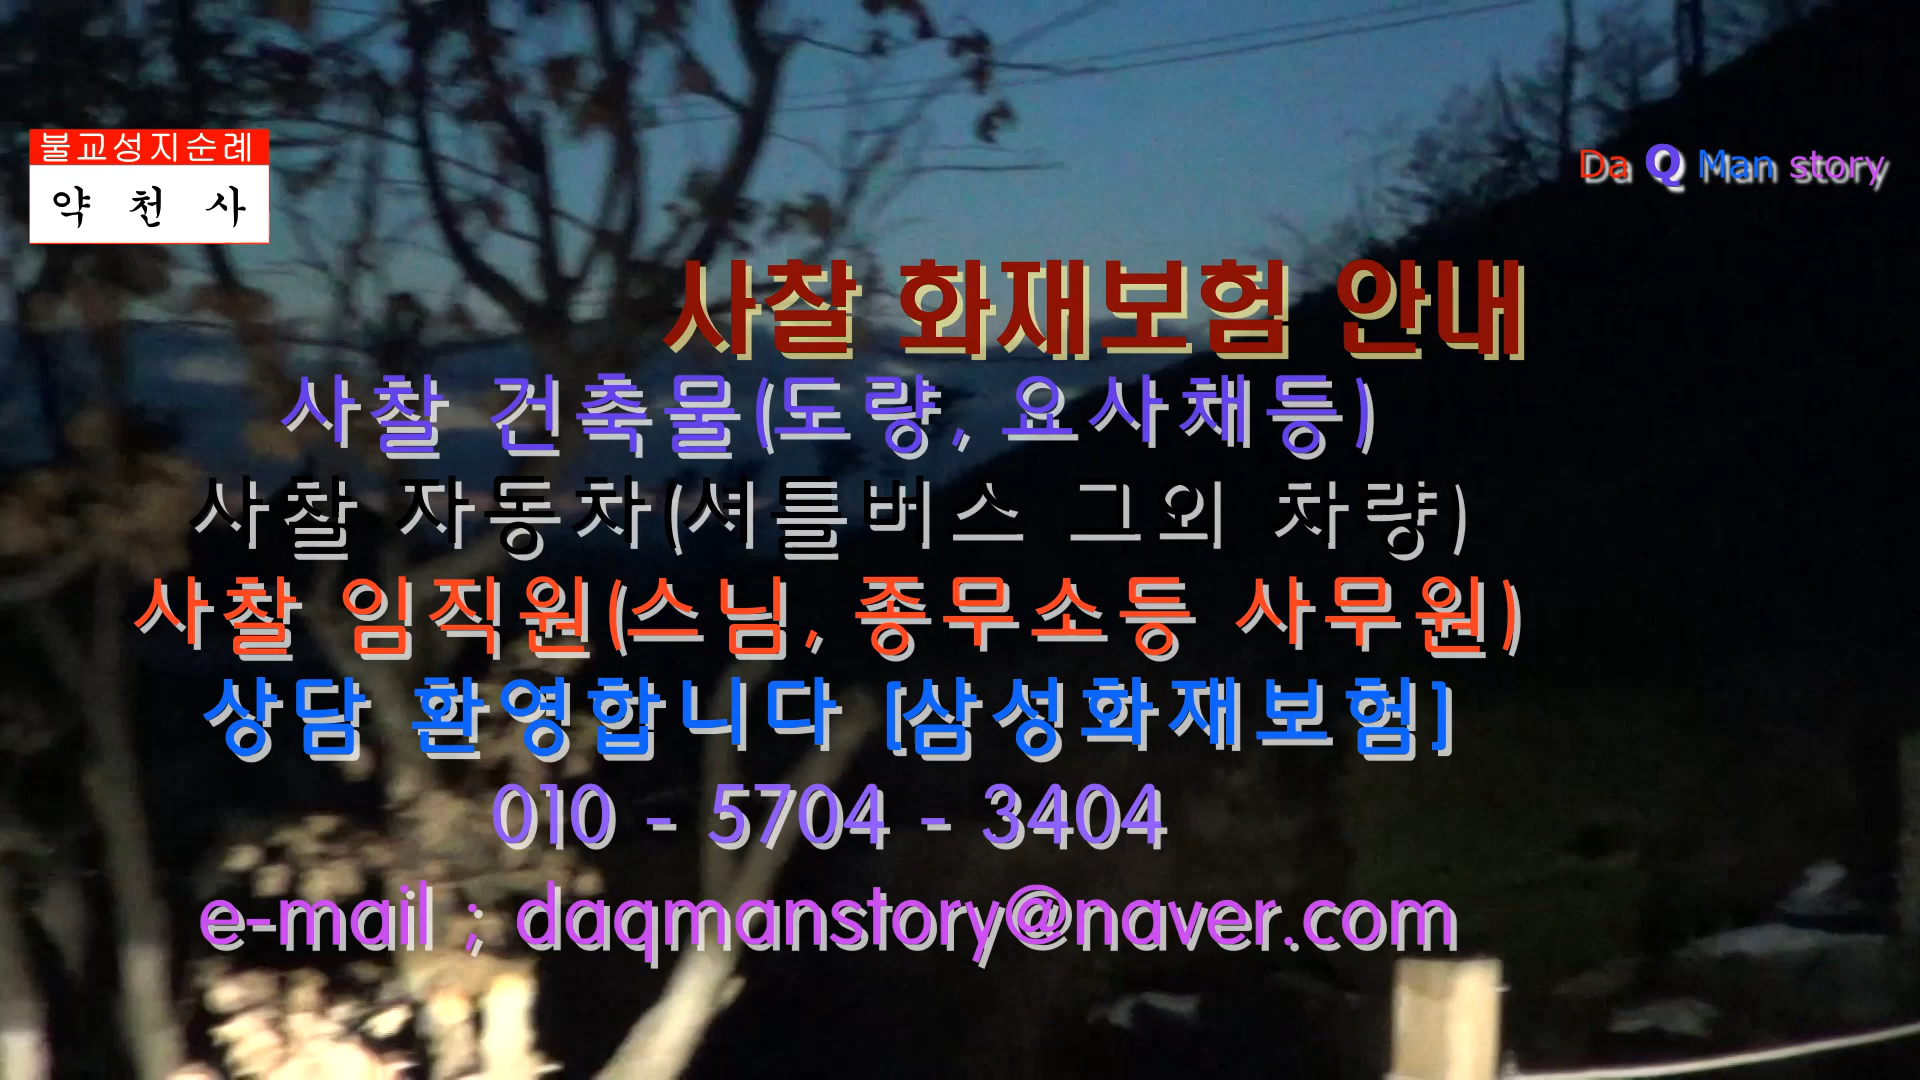 불교성지순례
약 천 사
Da Q Man story
사찰 화재보험 안내
사찰 건축물(도량, 요사채등)
사찰 자동차(셔틀버스 그외 차량)
사찰 임직원(스님, 종무소등 사무원)
상담 환영합니다 [삼성화재보험]
010 - 5704 - 3404
e-mail ; daqmanstory@naver.com